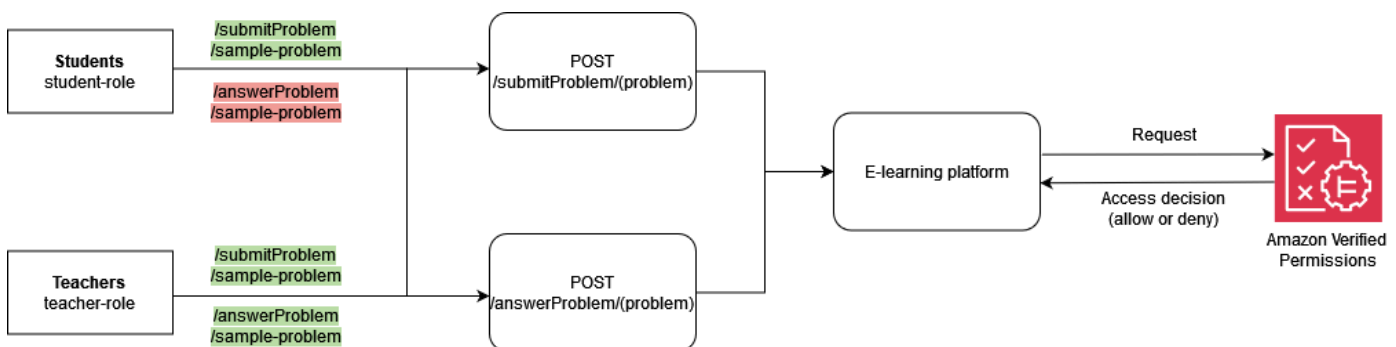 Students
student-role
/submitProblem
/sample-problem
/answerProblem
/sample-problem
POST
/submitProblem/(problem)
E-learning platform
Request
Access decision
(allow or deny)
Amazon Verified
Permissions
Teachers
teacher-role
/submitProblem
/sample-problem
/answerProblem
/sample-problem
POST
/answerProblem/(problem)